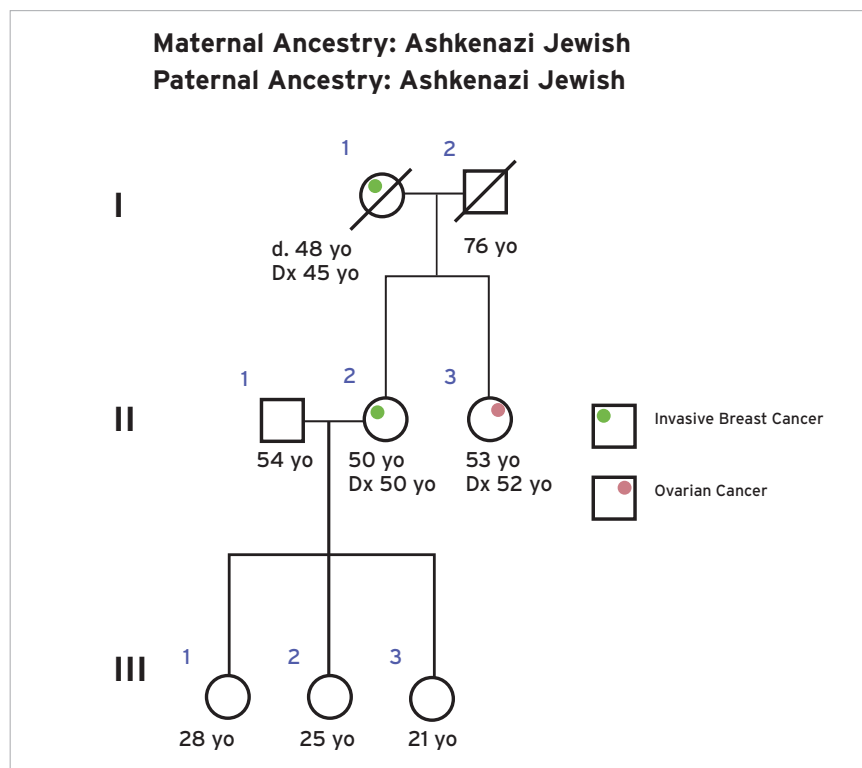 Maternal Ancestry: Ashkenazi Jewish
Paternal Ancestry: Ashkenazi Jewish
1 2
I
d. 48 yo 76 yo
Dx 45 yo
1 2 3
II
Invasive Breast Cancer
54 yo 50 yo 53 yo
Dx 50 yo Dx 52 yo
Ovarian Cancer
1 2 3
III
28 yo 25 yo 21 yo